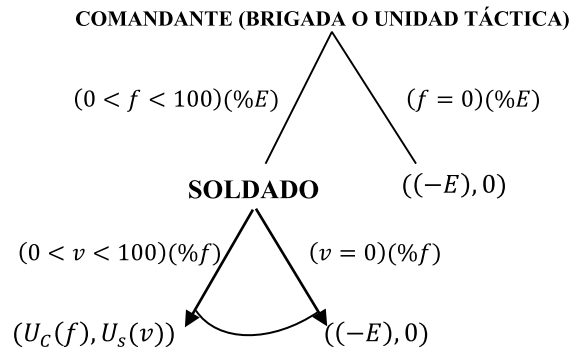 COMANDANTE (BRIGADA O UNIDAD TÁCTICA)
(0 < f < 100)(%E) (f = 0)(%E)
SOLDADO ((−E), 0)
(0 < v < 100)(%f) (v = 0)(%f)
(U_C(f), U_s(v)) ((−E), 0)